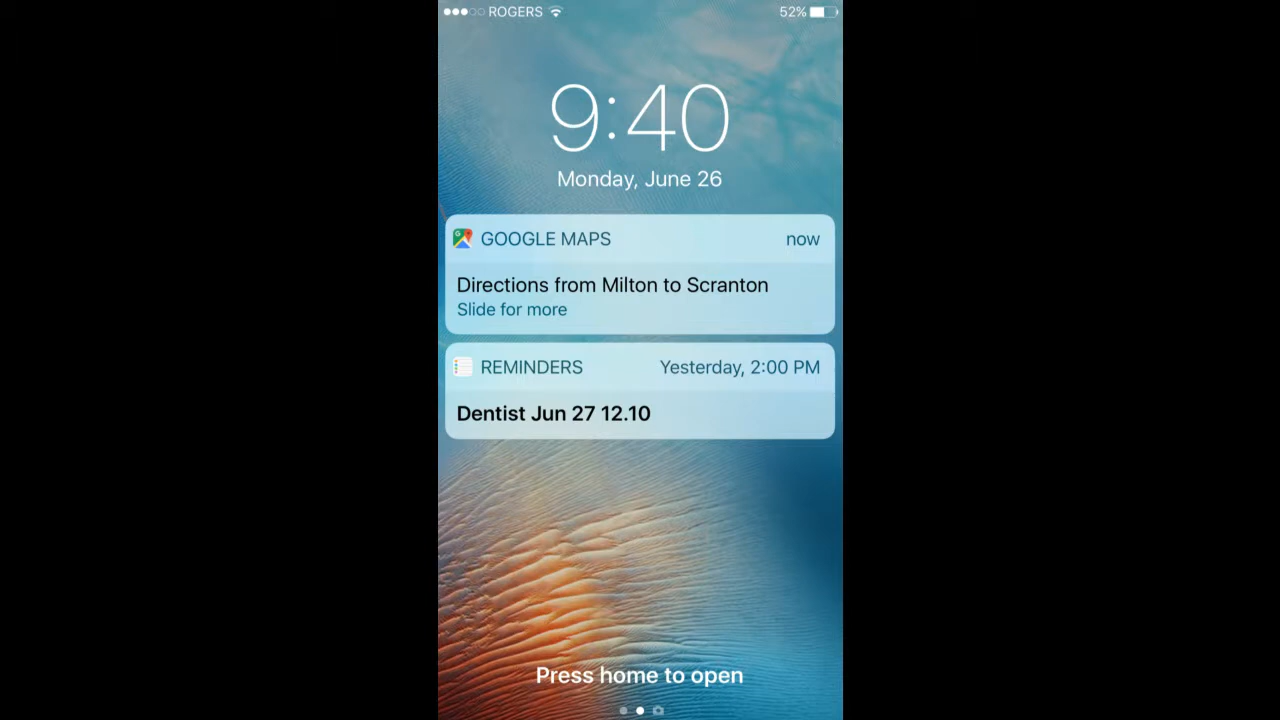 ROGERS 52%
9:40
Monday, June 26
GOOGLE MAPS now
Directions from Milton to Scranton
Slide for more
REMINDERS Yesterday, 2:00 PM
Dentist Jun 27 12.10
Press home to open